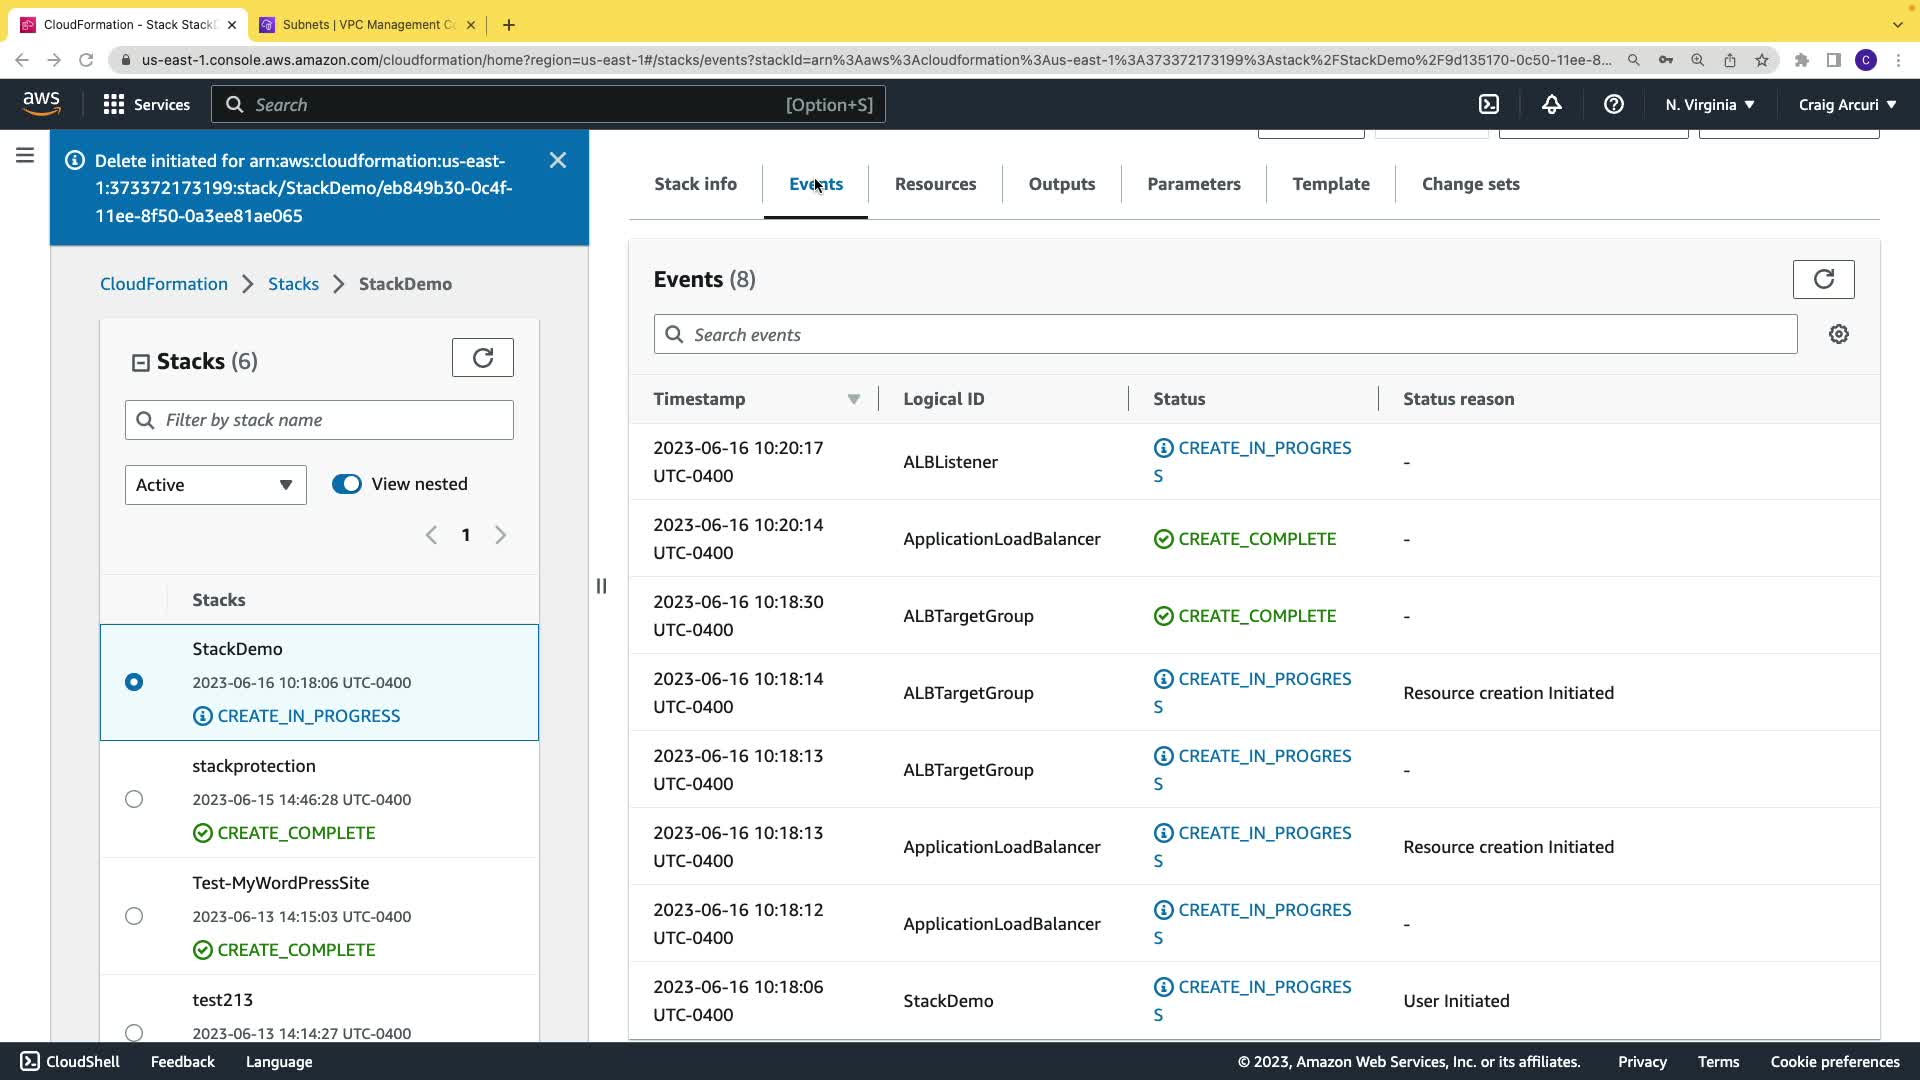 CloudFormation - Stack StackD
Subnets | VPC Management Co
us-east-1.console.aws.amazon.com/cloudformation/home?region=us-east-1#/stacks/events?stackId=arn%3Aaws%3Acloudformation%3Aus-east-1%3A373372173199%3Astack%2FStackDemo%2F9d135170-0c50-11ee-8...
C
aws
Services
Search
[Option+S]
N. Virginia
Craig Arcuri
Delete initiated for arn:aws:cloudformation:us-east-
1:373372173199:stack/StackDemo/eb849b30-0c4f-
11ee-8f50-0a3ee81ae065
CloudFormation > Stacks > StackDemo
Stacks (6)
Filter by stack name
Active
View nested
1
Stacks
StackDemo
2023-06-16 10:18:06 UTC-0400
CREATE_IN_PROGRESS
stackprotection
2023-06-15 14:46:28 UTC-0400
CREATE_COMPLETE
Test-MyWordPressSite
2023-06-13 14:15:03 UTC-0400
CREATE_COMPLETE
test213
2023-06-13 14:14:27 UTC-0400
Stack info
Events
Resources
Outputs
Parameters
Template
Change sets
Events (8)
Search events
Timestamp
Logical ID
Status
Status reason
2023-06-16 10:20:17
UTC-0400
ALBListener
CREATE_IN_PROGRES
S
-
2023-06-16 10:20:14
UTC-0400
ApplicationLoadBalancer
CREATE_COMPLETE
-
2023-06-16 10:18:30
UTC-0400
ALBTargetGroup
CREATE_COMPLETE
-
2023-06-16 10:18:14
UTC-0400
ALBTargetGroup
CREATE_IN_PROGRES
S
Resource creation Initiated
2023-06-16 10:18:13
UTC-0400
ALBTargetGroup
CREATE_IN_PROGRES
S
-
2023-06-16 10:18:13
UTC-0400
ApplicationLoadBalancer
CREATE_IN_PROGRES
S
Resource creation Initiated
2023-06-16 10:18:12
UTC-0400
ApplicationLoadBalancer
CREATE_IN_PROGRES
S
-
2023-06-16 10:18:06
UTC-0400
StackDemo
CREATE_IN_PROGRES
S
User Initiated
CloudShell
Feedback
Language
© 2023, Amazon Web Services, Inc. or its affiliates.
Privacy
Terms
Cookie preferences